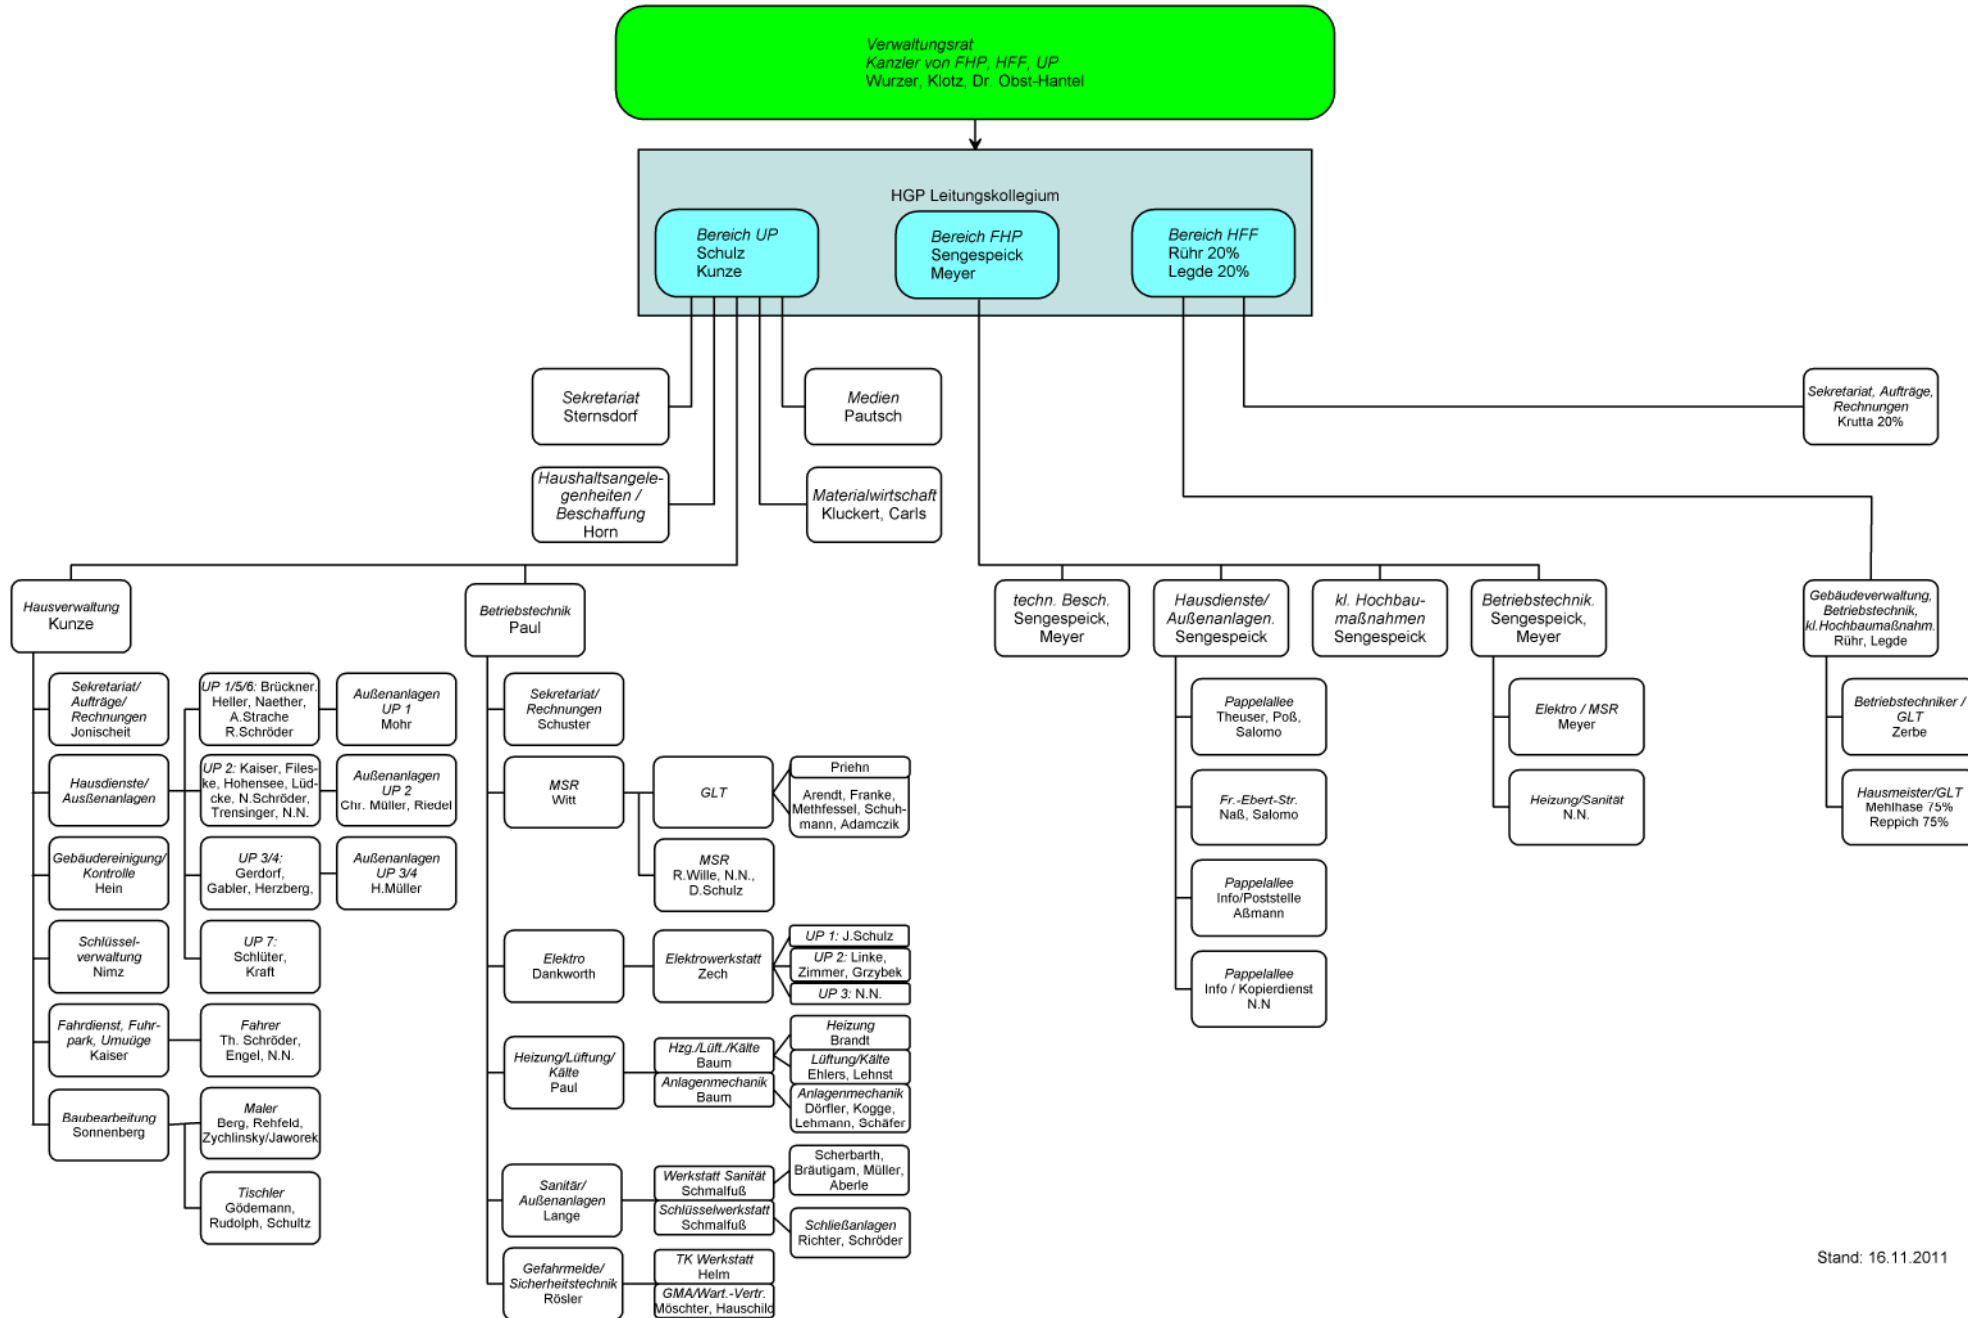 Verwaltungsrat
Kanzler von FHP, HFF, UP
Wurzer, Klotz, Dr. Obst-Hantel
HGP Leitungskollegium
Bereich UP
Schulz
Kunze
Bereich FHP
Sengespeick
Meyer
Bereich HFF
Rühr 20%
Legde 20%
Sekretariat
Sternsdorf
Medien
Pautsch
Sekretariat, Aufträge,
Rechnungen
Krutta 20%
Haushaltsangele-
genheiten /
Beschaffung
Horn
Materialwirtschaft
Kluckert, Carls
Hausverwaltung
Kunze
Betriebstechnik
Paul
techn. Besch.
Sengespeick,
Meyer
Hausdienste/
Außenanlagen.
Sengespeick
kl. Hochbau-
maßnahmen
Sengespeick
Betriebstechnik.
Sengespeick,
Meyer
Gebäudeverwaltung,
Betriebstechnik,
kl.Hochbaumaßnahm.
Rühr, Legde
Sekretariat/
Aufträge/
Rechnungen
Jonischeit
UP 1/5/6: Brückner.
Heller, Naether,
A.Strache
R.Schröder
Außenanlagen
UP 1
Mohr
Hausdienste/
Ausßenanlagen
UP 2: Kaiser, Files-
ke, Hohensee, Lüd-
cke, N.Schröder,
Trensinger, N.N.
Außenanlagen
UP 2
Chr. Müller, Riedel
Gebäudereinigung/
Kontrolle
Hein
UP 3/4:
Gerdorf,
Gabler, Herzberg,
Außenanlagen
UP 3/4
H.Müller
Schlüssel-
verwaltung
Nimz
UP 7:
Schlüter,
Kraft
Fahrdienst, Fuhr-
park, Umuüge
Kaiser
Fahrer
Th. Schröder,
Engel, N.N.
Baubearbeitung
Sonnenberg
Maler
Berg, Rehfeld,
Zychlinsky/Jaworek
Tischler
Gödemann,
Rudolph, Schultz
Sekretariat/
Rechnungen
Schuster
MSR
Witt
GLT
Priehn
Arendt, Franke,
Methfessel, Schuh-
mann, Adamczik
MSR
R.Wille, N.N.,
D.Schulz
Elektro
Dankworth
Elektrowerkstatt
Zech
UP 1: J.Schulz
UP 2: Linke,
Zimmer, Grzybek
UP 3: N.N.
Heizung/Lüftung/
Kälte
Paul
Hzg./Lüft./Kälte
Baum
Anlagenmechanik
Baum
Heizung
Brandt
Lüftung/Kälte
Ehlers, Lehnst
Anlagenmechanik
Dörfler, Kogge,
Lehmann, Schäfer
Sanitär/
Außenanlagen
Lange
Werkstatt Sanität
Schmalfuß
Schlüsselwerkstatt
Schmalfuß
Scherbarth,
Bräutigam, Müller,
Aberle
Schließanlagen
Richter, Schröder
Gefahrmelde/
Sicherheitstechnik
Rösler
TK Werkstatt
Helm
GMA/Wart.-Vertr.
Möschter, Hauschild
Pappelallee
Theuser, Poß,
Salomo
Fr.-Ebert-Str.
Naß, Salomo
Pappelallee
Info/Poststelle
Aßmann
Pappelallee
Info / Kopierdienst
N.N
Elektro / MSR
Meyer
Heizung/Sanität
N.N.
Betriebstechniker /
GLT
Zerbe
Hausmeister/GLT
Mehlhase 75%
Reppich 75%
Stand: 16.11.2011